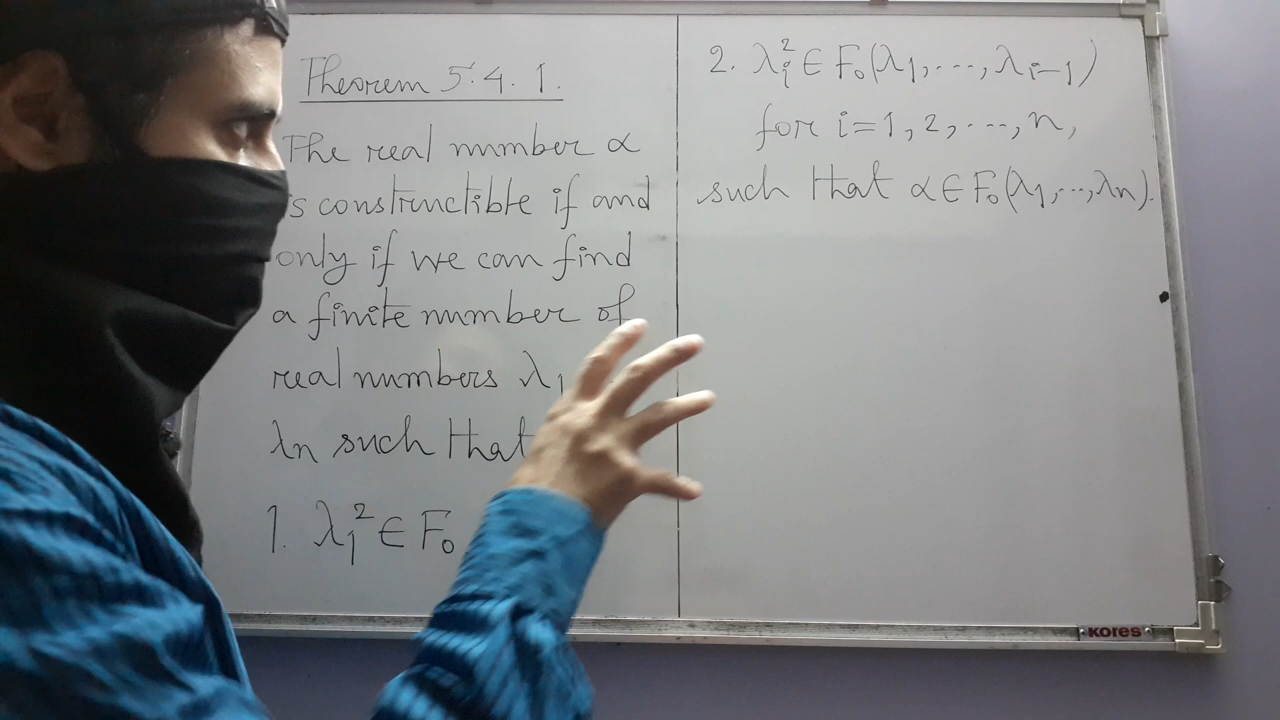 Theorem 5.4.1.
The real number α
is constructible if and
only if we can find
a finite number of
real numbers λ₁
λn such that
1. λ₁² ∈ F₀
2. λᵢ² ∈ F₀(λ₁,...,λᵢ₋₁)
for i=1,2,...,n,
such that α∈F₀(λ₁,...,λn).
KORES